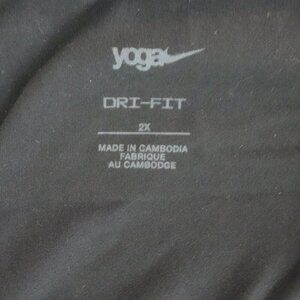 yoga
DRI-FIT
2X
MADE IN CAMBODIA
FABRIQUE
AU CAMBODGE